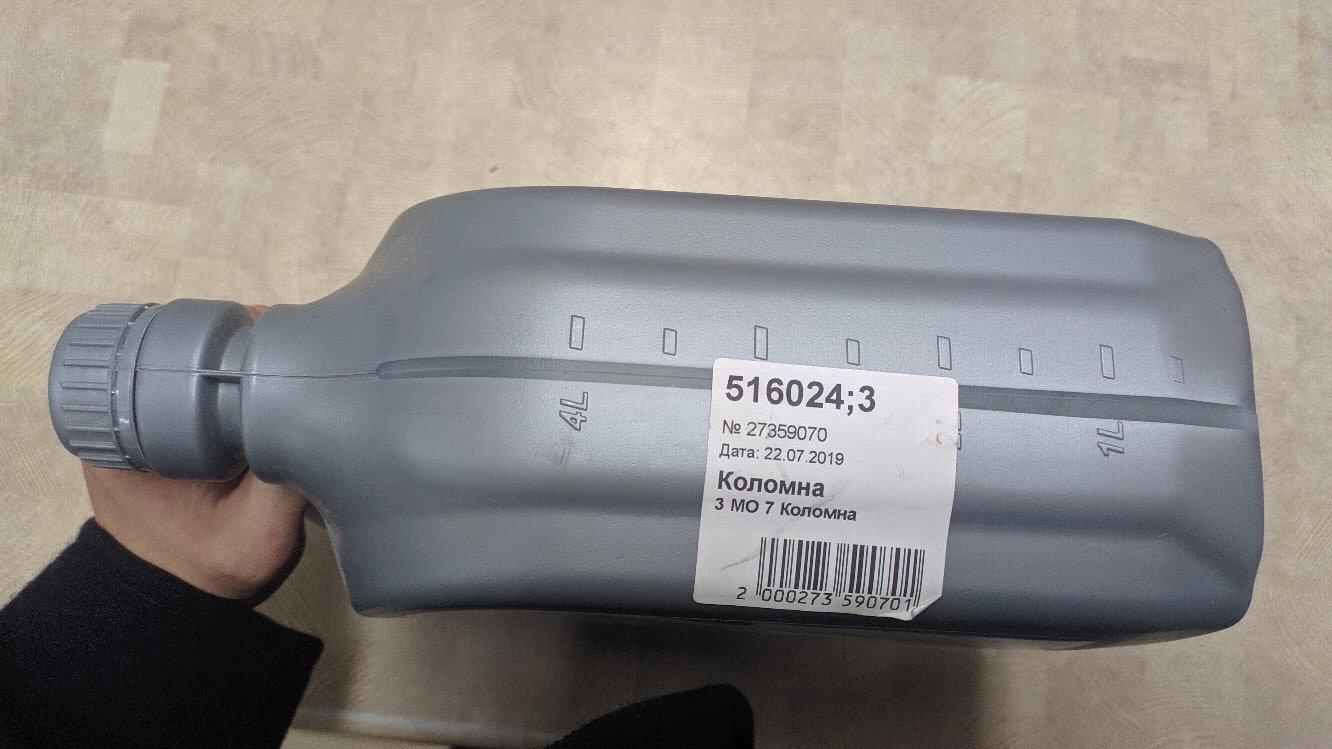 4L
516024;3
№ 27359070
Дата: 22.07.2019
Коломна
3 МО 7 Коломна
2 000273 590701
1L